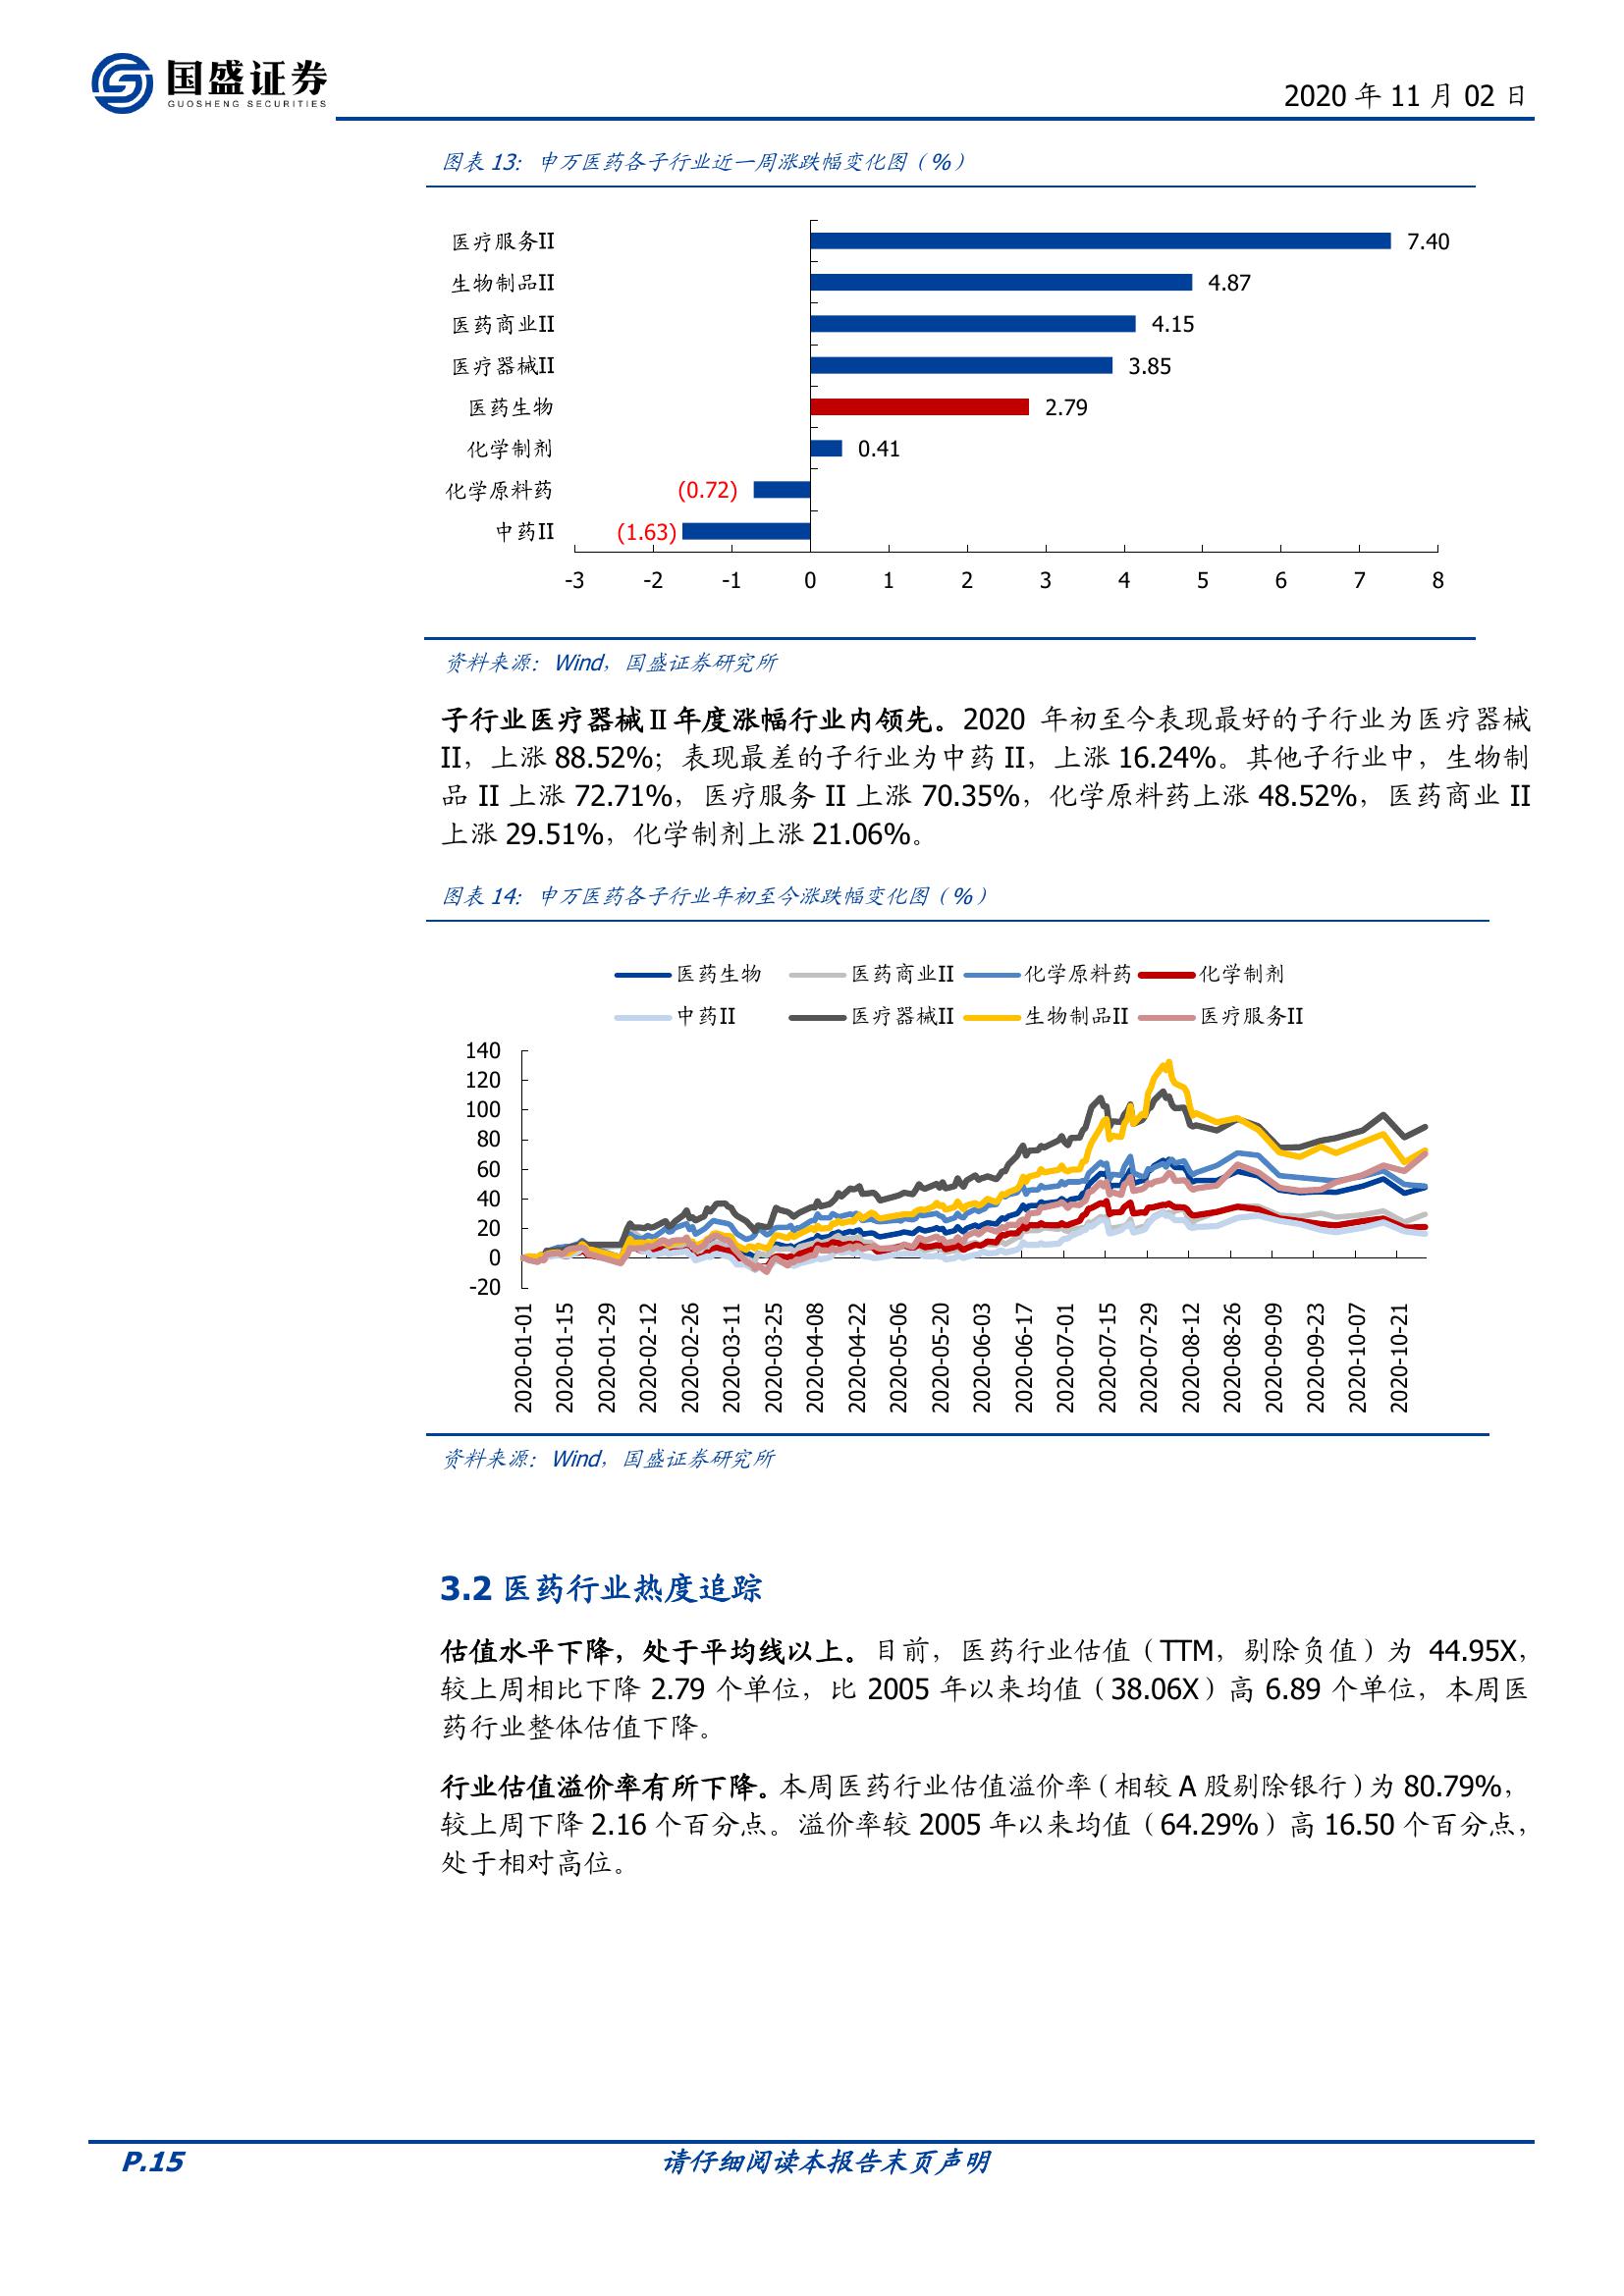 国盛证券
GUOSHENG SECURITIES
2020 年 11 月 02 日
图表 13: 申万医药各子行业近一周涨跌幅变化图（%）
医疗服务II 7.40
生物制品II 4.87
医药商业II 4.15
医疗器械II 3.85
医药生物 2.79
化学制剂 0.41
化学原料药 (0.72)
中药II (1.63)
-3 -2 -1 0 1 2 3 4 5 6 7 8
资料来源：Wind，国盛证券研究所
子行业医疗器械Ⅱ年度涨幅行业内领先。2020 年初至今表现最好的子行业为医疗器械
II，上涨 88.52%；表现最差的子行业为中药 II，上涨 16.24%。其他子行业中，生物制
品 II 上涨 72.71%，医疗服务 II 上涨 70.35%，化学原料药上涨 48.52%，医药商业 II
上涨 29.51%，化学制剂上涨 21.06%。
图表 14: 申万医药各子行业年初至今涨跌幅变化图（%）
医药生物 医药商业II 化学原料药 化学制剂
中药II 医疗器械II 生物制品II 医疗服务II
140
120
100
80
60
40
20
0
-20
2020-01-01 2020-01-15 2020-01-29 2020-02-12 2020-02-26 2020-03-11 2020-03-25 2020-04-08 2020-04-22 2020-05-06 2020-05-20 2020-06-03 2020-06-17 2020-07-01 2020-07-15 2020-07-29 2020-08-12 2020-08-26 2020-09-09 2020-09-23 2020-10-07 2020-10-21
资料来源：Wind，国盛证券研究所
3.2 医药行业热度追踪
估值水平下降，处于平均线以上。目前，医药行业估值（TTM，剔除负值）为 44.95X，
较上周相比下降 2.79 个单位，比 2005 年以来均值（38.06X）高 6.89 个单位，本周医
药行业整体估值下降。
行业估值溢价率有所下降。本周医药行业估值溢价率（相较 A 股剔除银行）为 80.79%，
较上周下降 2.16 个百分点。溢价率较 2005 年以来均值（64.29%）高 16.50 个百分点，
处于相对高位。
P.15 请仔细阅读本报告末页声明